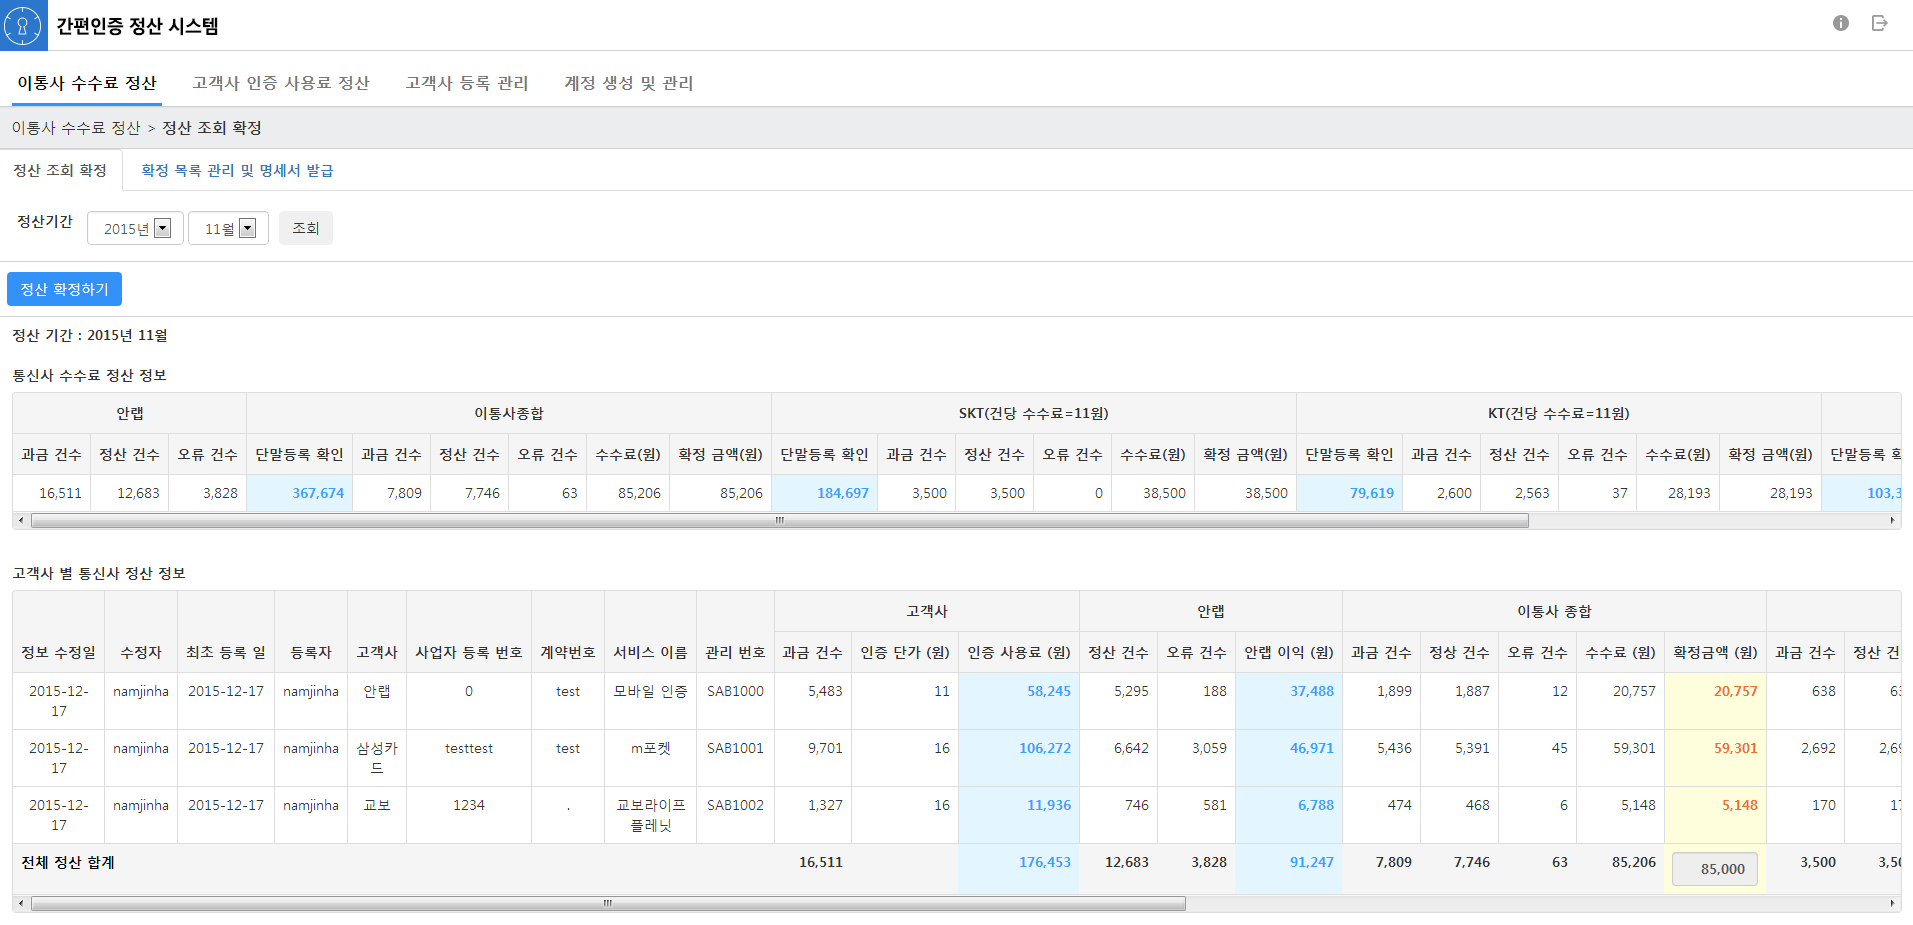 간편인증 정산 시스템
이통사 수수료 정산 고객사 인증 사용료 정산 고객사 등록 관리 계정 생성 및 관리
이통사 수수료 정산 > 정산 조회 확정
정산 조회 확정 확정 목록 관리 및 명세서 발급
정산기간 2015년 11월 조회
정산 확정하기
정산 기간 : 2015년 11월
통신사 수수료 정산 정보
안랩 이통사종합 SKT(건당 수수료=11원) KT(건당 수수료=11원)
과금 건수 정산 건수 오류 건수 단말등록 확인 과금 건수 정산 건수 오류 건수 수수료(원) 확정 금액(원) 단말등록 확인 과금 건수 정산 건수 오류 건수 수수료(원) 확정 금액(원) 단말등록 확인 과금 건수 정산 건수 오류 건수 수수료(원) 확정 금액(원) 단말등록
16,511 12,683 3,828 367,674 7,809 7,746 63 85,206 85,206 184,697 3,500 3,500 0 38,500 38,500 79,619 2,600 2,563 37 28,193 28,193 103,3
고객사 별 통신사 정산 정보
고객사 안랩 이통사 종합
정보 수정일 수정자 최초 등록 일 등록자 고객사 사업자 등록 번호 계약번호 서비스 이름 관리 번호 과금 건수 인증 단가 (원) 인증 사용료 (원) 정산 건수 오류 건수 안랩 이익 (원) 과금 건수 정상 건수 오류 건수 수수료 (원) 확정금액 (원) 과금 건수 정산 건
2015-12- namjinha 2015-12-17 namjinha 안랩 0 test 모바일 인증 SAB1000 5,483 11 58,245 5,295 188 37,488 1,899 1,887 12 20,757 20,757 638 63
17
2015-12- namjinha 2015-12-17 namjinha 삼성카 testtest test m포켓 SAB1001 9,701 16 106,272 6,642 3,059 46,971 5,436 5,391 45 59,301 59,301 2,692 2,69
17 드
2015-12- namjinha 2015-12-17 namjinha 교보 1234 . 교보라이프 SAB1002 1,327 16 11,936 746 581 6,788 474 468 6 5,148 5,148 170 17
17 플레닛
전체 정산 합계 16,511 176,453 12,683 3,828 91,247 7,809 7,746 63 85,206 85,000 3,500 3,50